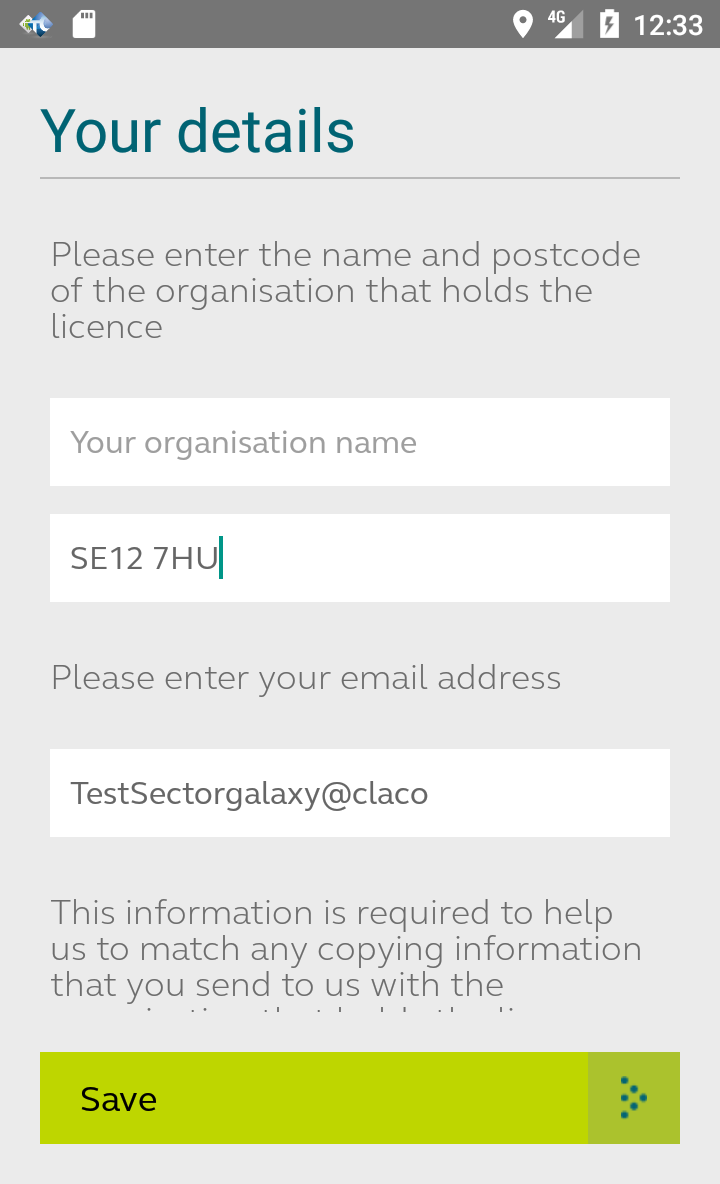 4G 12:33
Your details
Please enter the name and postcode
of the organisation that holds the
licence
Your organisation name
SE12 7HU
Please enter your email address
TestSectorgalaxy@claco
This information is required to help
us to match any copying information
that you send to us with the
Save